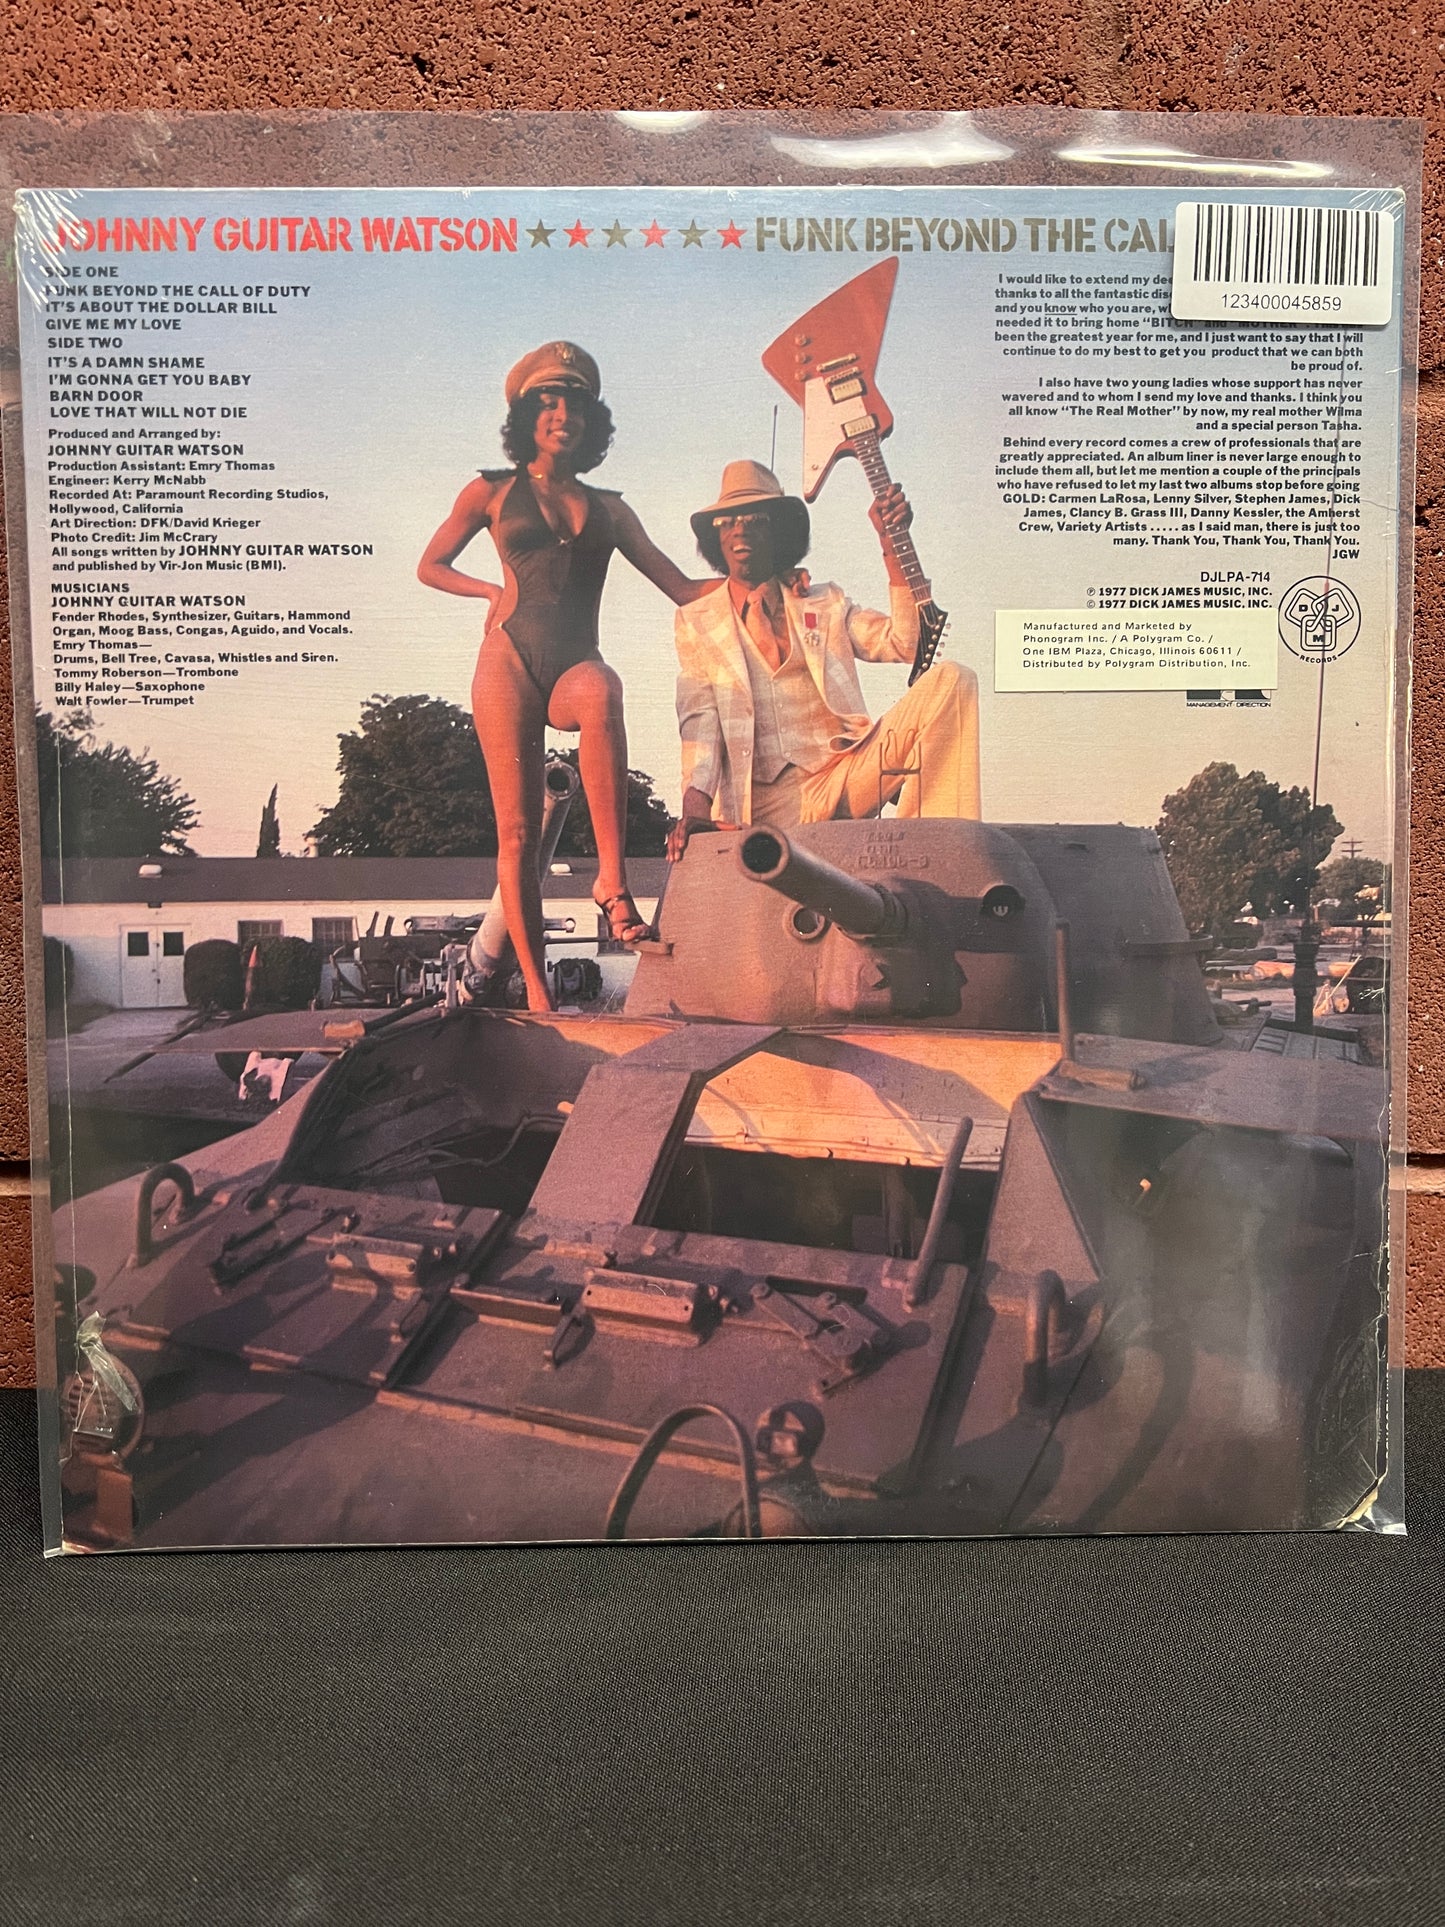 JOHNNY GUITAR WATSON ★★★★★★ FUNK BEYOND THE CAL
123400045859
SIDE ONE
FUNK BEYOND THE CALL OF DUTY
IT'S ABOUT THE DOLLAR BILL
GIVE ME MY LOVE
SIDE TWO
IT'S A DAMN SHAME
I'M GONNA GET YOU BABY
BARN DOOR
LOVE THAT WILL NOT DIE
Produced and Arranged by:
JOHNNY GUITAR WATSON
Production Assistant: Emry Thomas
Engineer: Kerry McNabb
Recorded At: Paramount Recording Studios,
Hollywood, California
Art Direction: DFK/David Krieger
Photo Credit: Jim McCrary
All songs written by JOHNNY GUITAR WATSON
and published by Vir-Jon Music (BMI).
MUSICIANS
JOHNNY GUITAR WATSON
Fender Rhodes, Synthesizer, Guitars, Hammond
Organ, Moog Bass, Congas, Aguido, and Vocals.
Emry Thomas—
Drums, Bell Tree, Cavasa, Whistles and Siren.
Tommy Roberson—Trombone
Billy Haley—Saxophone
Walt Fowler—Trumpet
I would like to extend my
thanks to all the fantastic
and you know who you are,
needed it to bring home "BITCH" and "MOTHER".
been the greatest year for me, and I just want to say that I will
continue to do my best to get you product that we can both
be proud of.
I also have two young ladies whose support has never
wavered and to whom I send my love and thanks. I think you
all know "The Real Mother" by now, my real mother Wilma
and a special person Tasha.
Behind every record comes a crew of professionals that are
greatly appreciated. An album liner is never large enough to
include them all, but let me mention a couple of the principals
who have refused to let my last two albums stop before going
GOLD: Carmen LaRosa, Lenny Silver, Stephen James, Dick
James, Clancy B. Grass III, Danny Kessler, the Amherst
Crew, Variety Artists ..... as I said man, there is just too
many. Thank You, Thank You, Thank You.
JGW
DJLPA-714
℗ 1977 DICK JAMES MUSIC, INC.
© 1977 DICK JAMES MUSIC, INC.
DJM
RECORDS
Manufactured and Marketed by
Phonogram Inc. / A Polygram Co. /
One IBM Plaza, Chicago, Illinois 60611 /
Distributed by Polygram Distribution, Inc.
MANAGEMENT DIRECTION